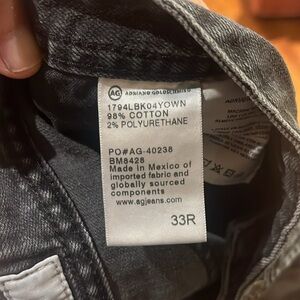 AG ADRIANO GOLDSCHMIED
1794LBK04YOWN
98% COTTON
2% POLYURETHANE
PO#AG-40238
BM8428
Made in Mexico of
imported fabric and
globally sourced
components
www.agjeans.com
33R